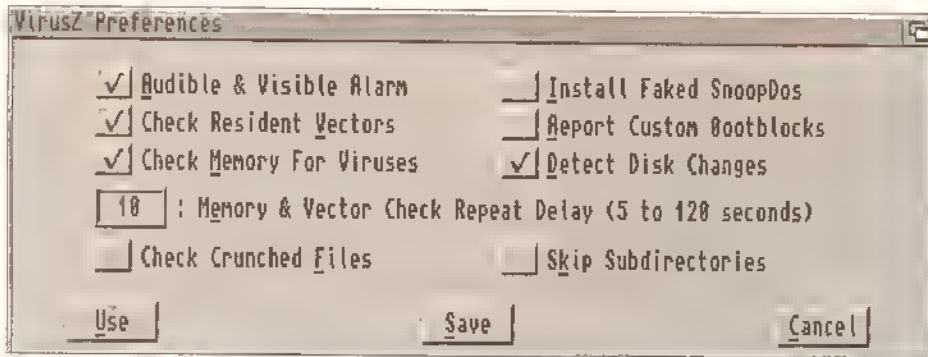 VirusZ Preferences
Audible & Visible Alarm
Install Faked SnoopDos
Check Resident Vectors
Report Custom Bootblocks
Check Memory For Viruses
Detect Disk Changes
10 : Memory & Vector Check Repeat Delay (5 to 120 seconds)
Check Crunched Files
Skip Subdirectories
Use
Save
Cancel